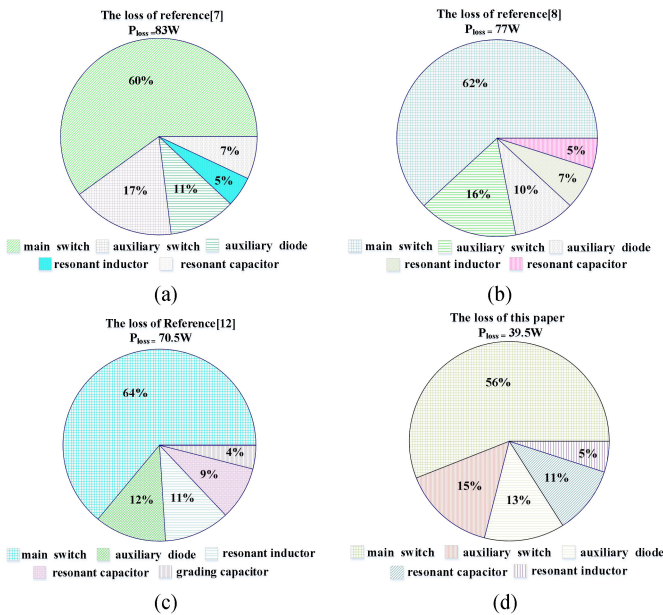 The loss of reference[7]
Ploss =83W
60%
7%
5%
11%
17%
main switch auxiliary switch auxiliary diode
resonant inductor resonant capacitor
(a)
The loss of reference[8]
Ploss = 77W
62%
5%
7%
10%
16%
main switch auxiliary switch auxiliary diode
resonant inductor resonant capacitor
(b)
The loss of Reference[12]
Ploss = 70.5W
64%
4%
9%
11%
12%
main switch auxiliary diode resonant inductor
resonant capacitor grading capacitor
(c)
The loss of this paper
Ploss = 39.5W
56%
5%
11%
13%
15%
main switch auxiliary switch auxiliary diode
resonant capacitor resonant inductor
(d)